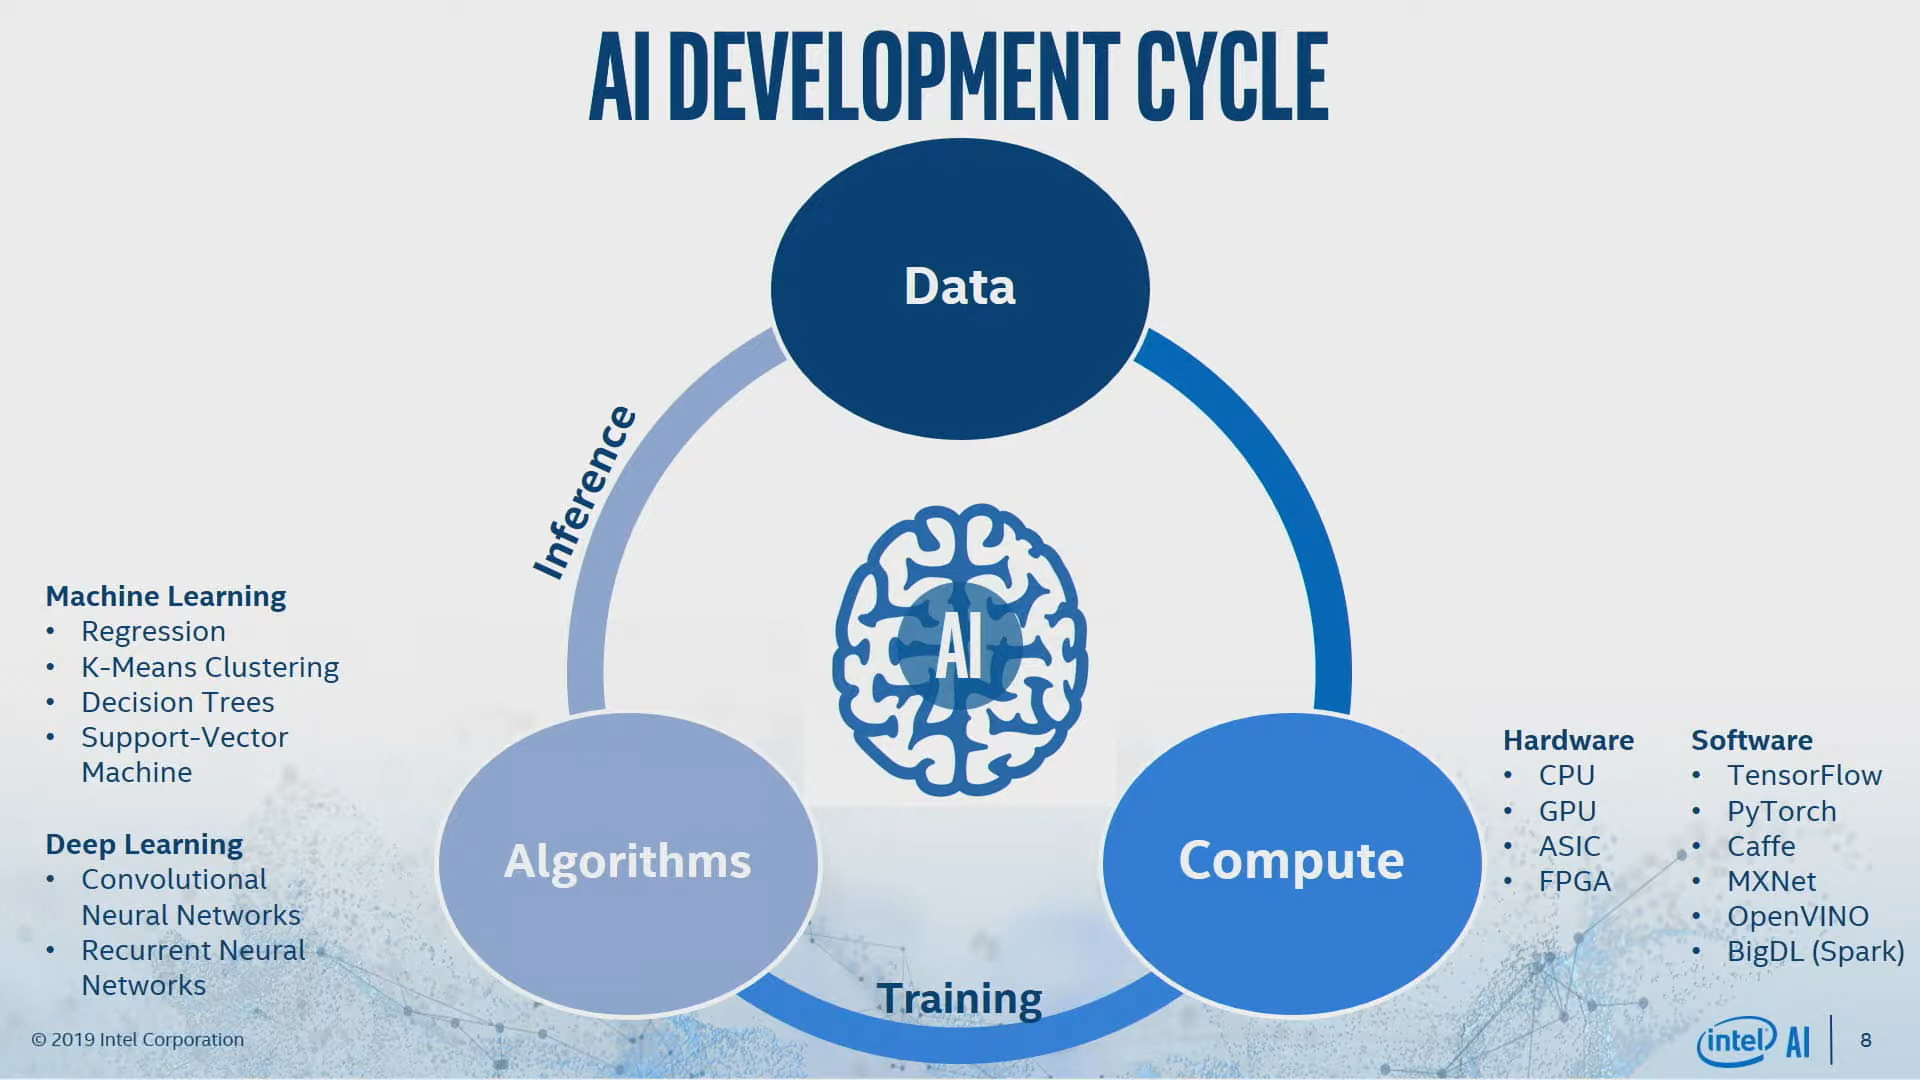 AI DEVELOPMENT CYCLE
Data
Inference
AI
Machine Learning
• Regression
• K-Means Clustering
• Decision Trees
• Support-Vector
Machine
Deep Learning
• Convolutional
Neural Networks
• Recurrent Neural
Networks
Algorithms
Training
Compute
Hardware
• CPU
• GPU
• ASIC
• FPGA
Software
• TensorFlow
• PyTorch
• Caffe
• MXNet
• OpenVINO
• BigDL (Spark)
© 2019 Intel Corporation
intel AI
8